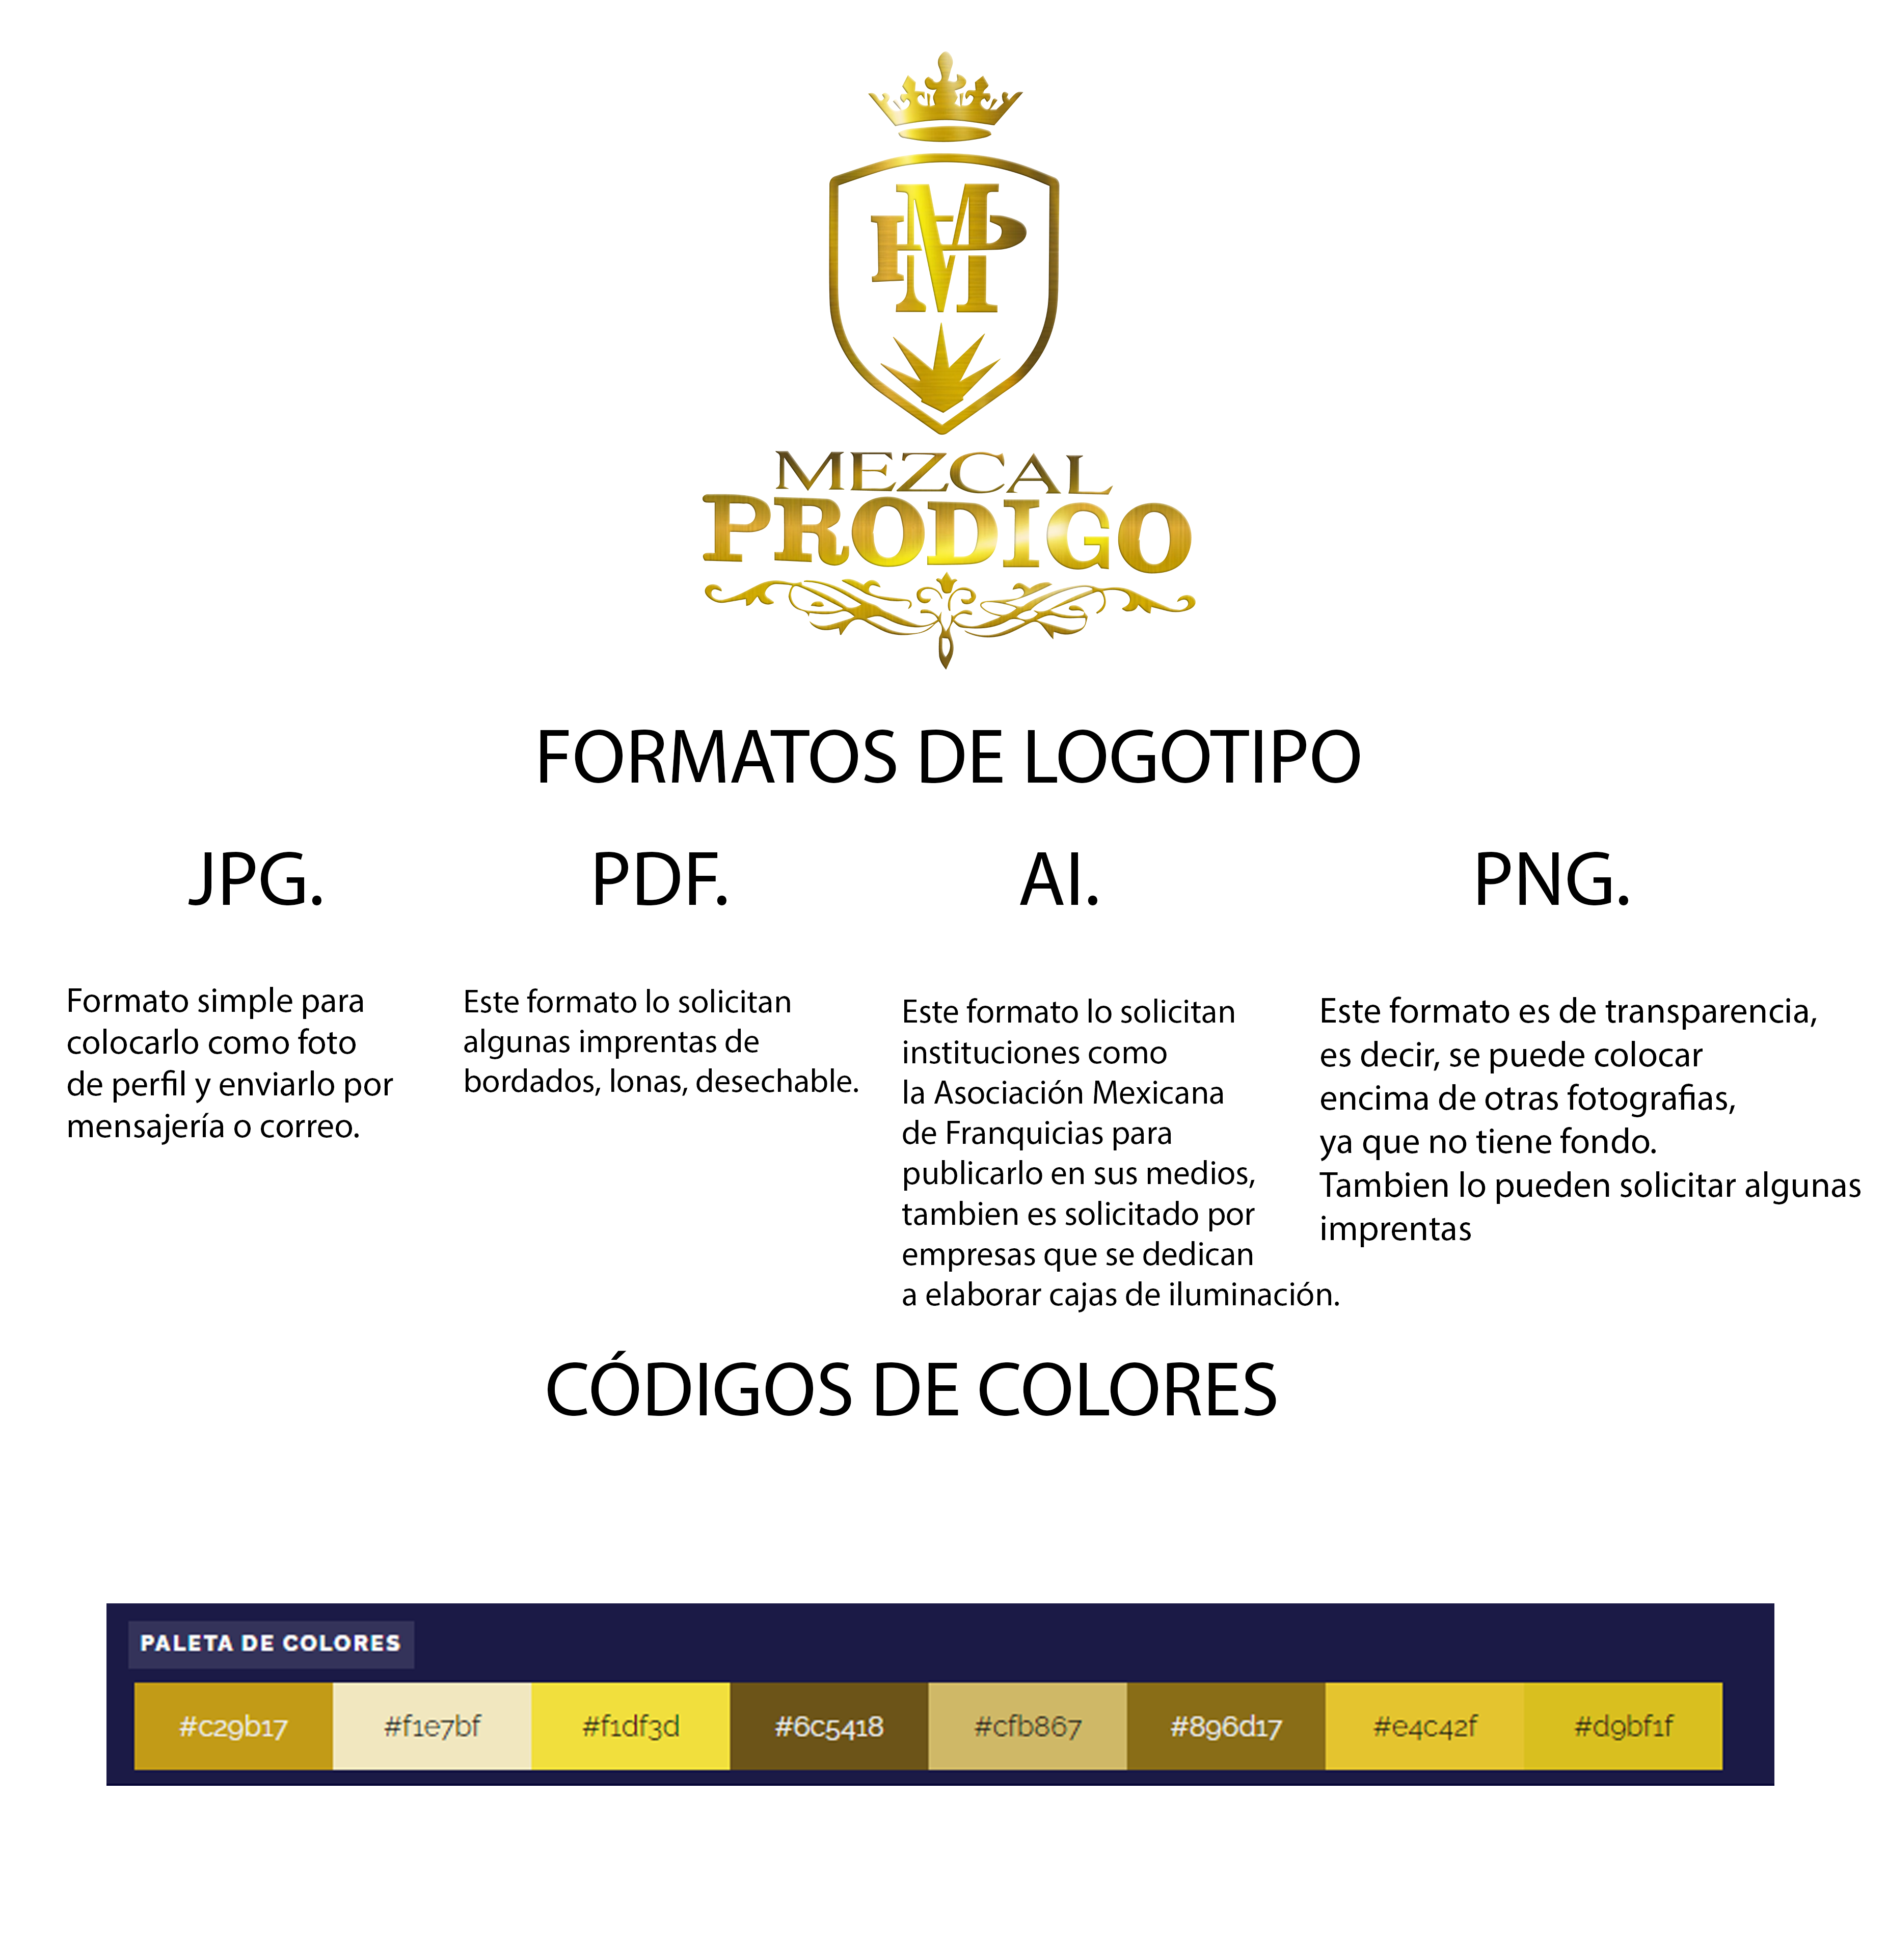 MP
MEZCAL
PRODIGO
FORMATOS DE LOGOTIPO
JPG.
Formato simple para
colocarlo como foto
de perfil y enviarlo por
mensajería o correo.
PDF.
Este formato lo solicitan
algunas imprentas de
bordados, lonas, desechable.
AI.
Este formato lo solicitan
instituciones como
la Asociación Mexicana
de Franquicias para
publicarlo en sus medios,
tambien es solicitado por
empresas que se dedican
a elaborar cajas de iluminación.
PNG.
Este formato es de transparencia,
es decir, se puede colocar
encima de otras fotografias,
ya que no tiene fondo.
Tambien lo pueden solicitar algunas
imprentas
CÓDIGOS DE COLORES
PALETA DE COLORES
#c29b17 #f1e7bf #f1df3d #6c5418 #cfb867 #896d17 #e4c42f #d9bf1f